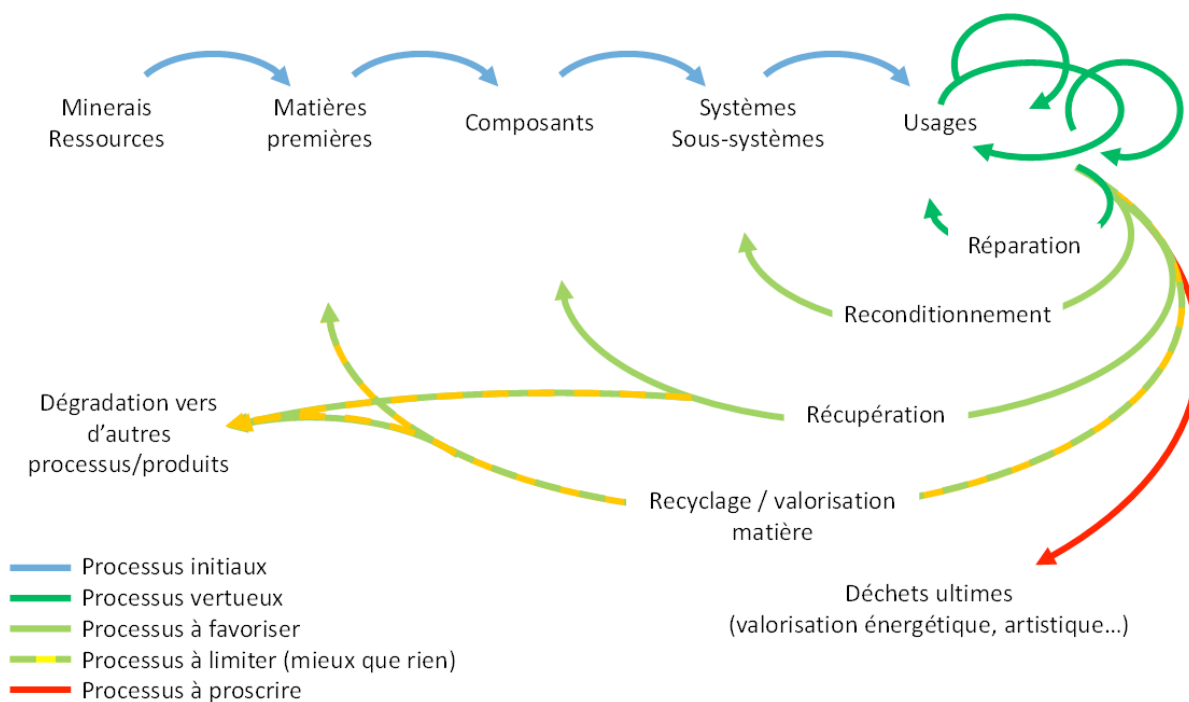 Minerais
Ressources
Matières
premières
Composants
Systèmes
Sous-systèmes
Usages
Réparation
Reconditionnement
Récupération
Dégradation vers
d’autres
processus/produits
Recyclage / valorisation
matière
Déchets ultimes
(valorisation énergétique, artistique...)
Processus initiaux
Processus vertueux
Processus à favoriser
Processus à limiter (mieux que rien)
Processus à proscrire